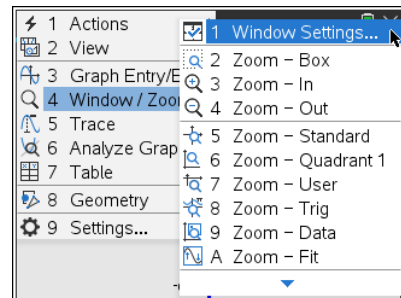 1 Actions
2 View
3 Graph Entry/E
4 Window / Zoo
5 Trace
6 Analyze Grap
7 Table
8 Geometry
9 Settings...
1 Window Settings...
2 Zoom – Box
3 Zoom – In
4 Zoom – Out
5 Zoom – Standard
6 Zoom – Quadrant 1
7 Zoom – User
8 Zoom – Trig
9 Zoom – Data
A Zoom – Fit